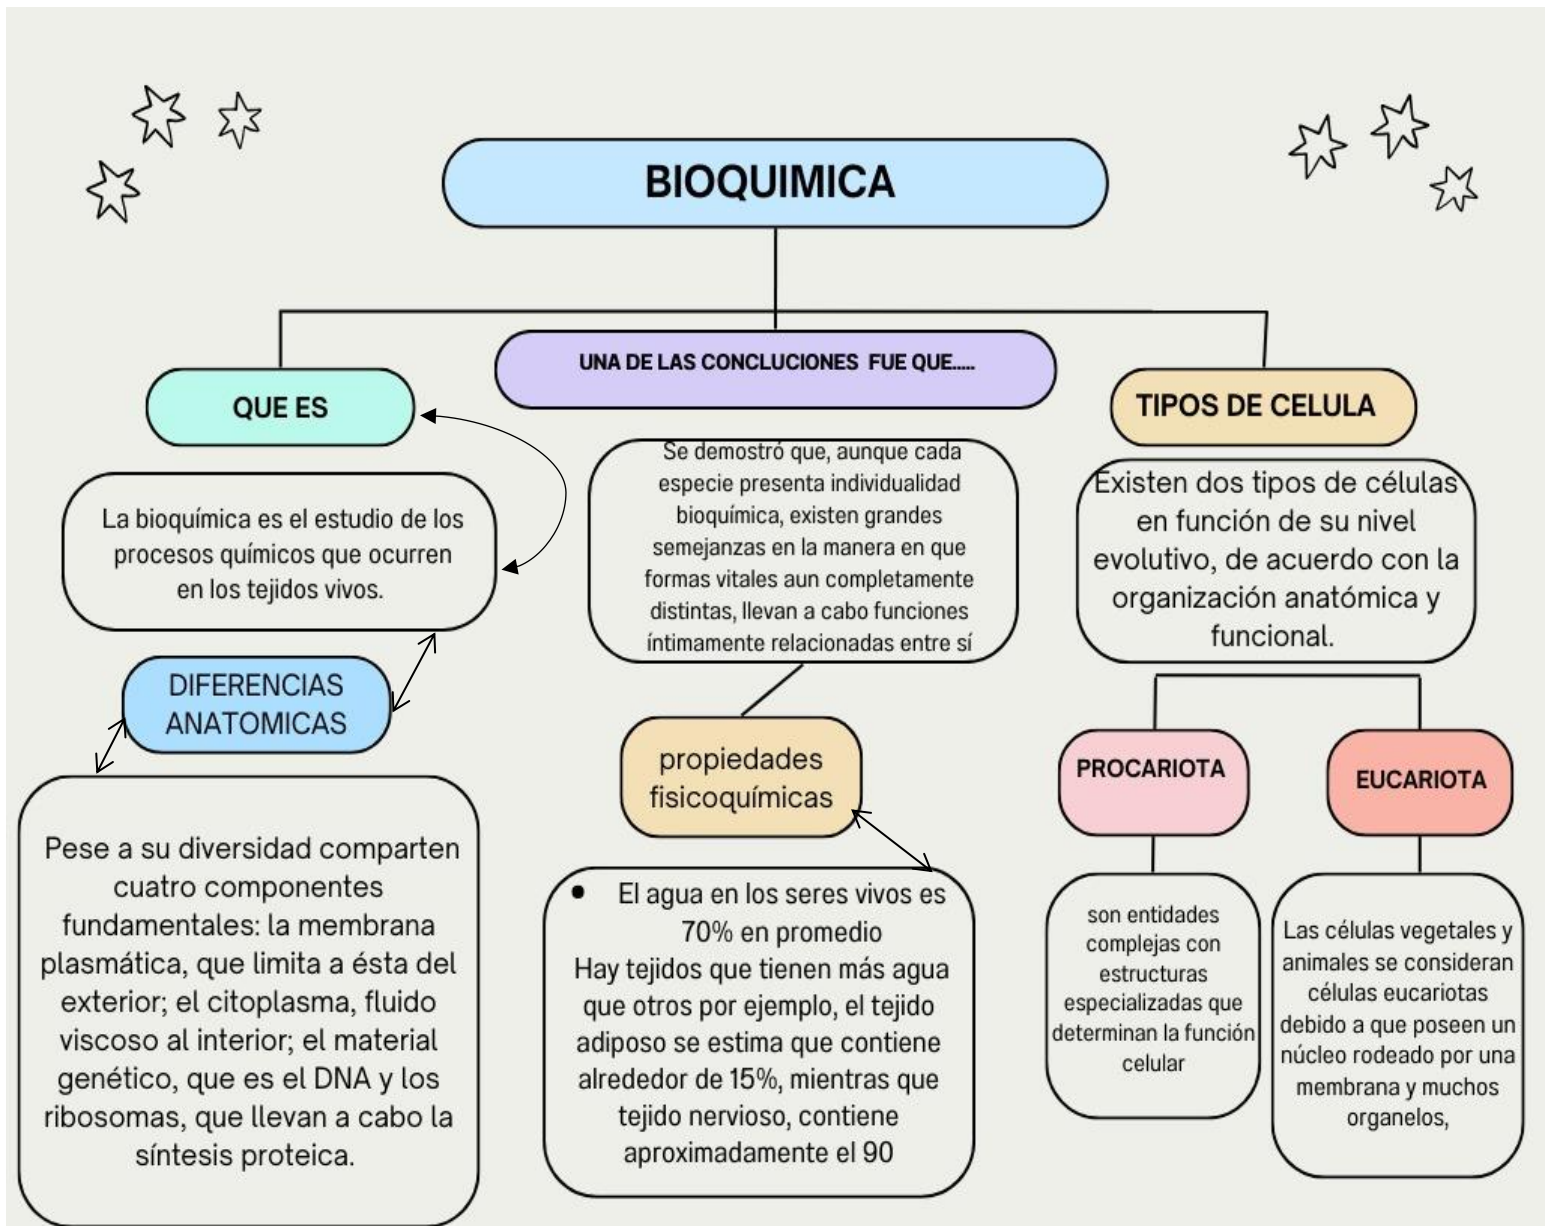 BIOQUIMICA
QUE ES
La bioquímica es el estudio de los
procesos químicos que ocurren
en los tejidos vivos.
DIFERENCIAS
ANATOMICAS
Pese a su diversidad comparten
cuatro componentes
fundamentales: la membrana
plasmática, que limita a ésta del
exterior; el citoplasma, fluido
viscoso al interior; el material
genético, que es el DNA y los
ribosomas, que llevan a cabo la
síntesis proteica.
UNA DE LAS CONCLUCIONES FUE QUE.....
Se demostró que, aunque cada
especie presenta individualidad
bioquímica, existen grandes
semejanzas en la manera en que
formas vitales aun completamente
distintas, llevan a cabo funciones
íntimamente relacionadas entre sí
propiedades
fisicoquímicas
• El agua en los seres vivos es
70% en promedio
Hay tejidos que tienen más agua
que otros por ejemplo, el tejido
adiposo se estima que contiene
alrededor de 15%, mientras que
tejido nervioso, contiene
aproximadamente el 90
TIPOS DE CELULA
Existen dos tipos de células
en función de su nivel
evolutivo, de acuerdo con la
organización anatómica y
funcional.
PROCARIOTA
son entidades
complejas con
estructuras
especializadas que
determinan la función
celular
EUCARIOTA
Las células vegetales y
animales se consideran
células eucariotas
debido a que poseen un
núcleo rodeado por una
membrana y muchos
organelos,